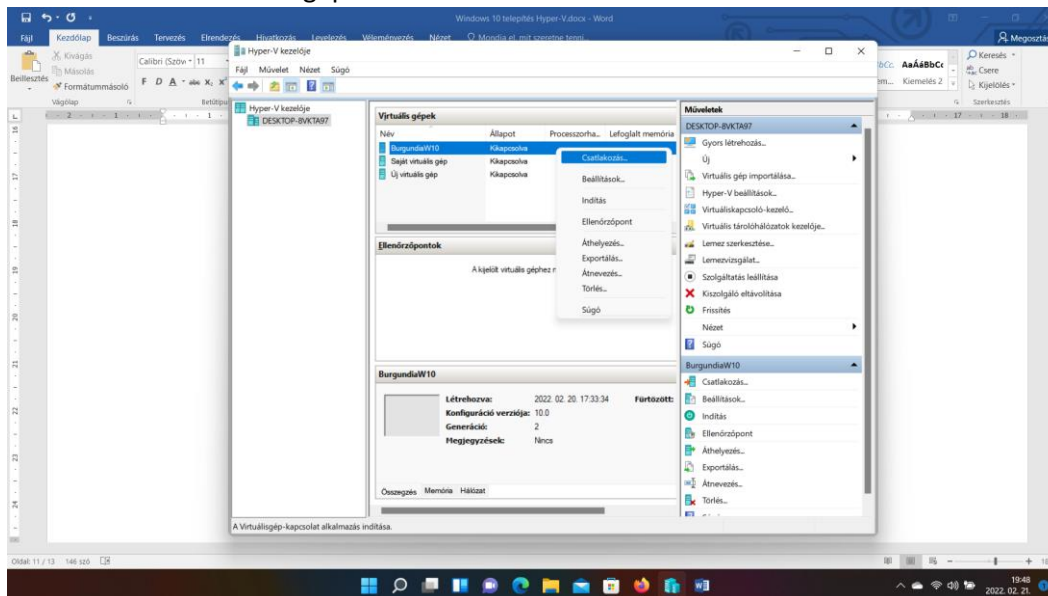 Windows 10 telepítés Hyper-V.docx - Word
Fájl Kezdőlap Beszúrás Tervezés Elrendezés Hivatkozás Levelezés Véleményezés Nézet Mondja el, mit szeretne tenni... Megosztás
Beillesztés
Kivágás
Másolás
Formátummásoló
Vágólap
Calibri (Szöv 11
F D A abc X₂ X²
Betűtípus
AaÁáBbCc
Kiemelés 2
Keresés
Csere
Kijelölés
Szerkesztés
Hyper-V kezelője
Fájl Művelet Nézet Súgó
Hyper-V kezelője
DESKTOP-8VKTA97
Virtuális gépek
Név Állapot Processzorha... Lefoglalt memória
BurgundiaW10 Kikapcsolva
Saját virtuális gép Kikapcsolva
Új virtuális gép Kikapcsolva
Csatlakozás...
Beállítások...
Indítás
Ellenőrzőpont
Áthelyezés...
Exportálás...
Átnevezés...
Törlés...
Súgó
Ellenőrzőpontok
A kijelölt virtuális géphez n
BurgundiaW10
Létrehozva: 2022. 02. 20. 17:33:34 Fürtözött:
Konfiguráció verziója: 10.0
Generáció: 2
Megjegyzések: Nincs
Összegzés Memória Hálózat
Műveletek
DESKTOP-8VKTA97
Gyors létrehozás...
Új
Virtuális gép importálása...
Hyper-V beállítások...
Virtuáliskapcsoló-kezelő...
Virtuális tárolóhálózatok kezelője...
Lemez szerkesztése...
Lemezvizsgálat...
Szolgáltatás leállítása
Kiszolgáló eltávolítása
Frissítés
Nézet
Súgó
BurgundiaW10
Csatlakozás...
Beállítások...
Indítás
Ellenőrzőpont
Áthelyezés...
Exportálás...
Átnevezés...
Törlés...
A Virtuálisgép-kapcsolat alkalmazás indítása.
Oldal: 11 / 13 146 szó
19:48
2022. 02. 21.